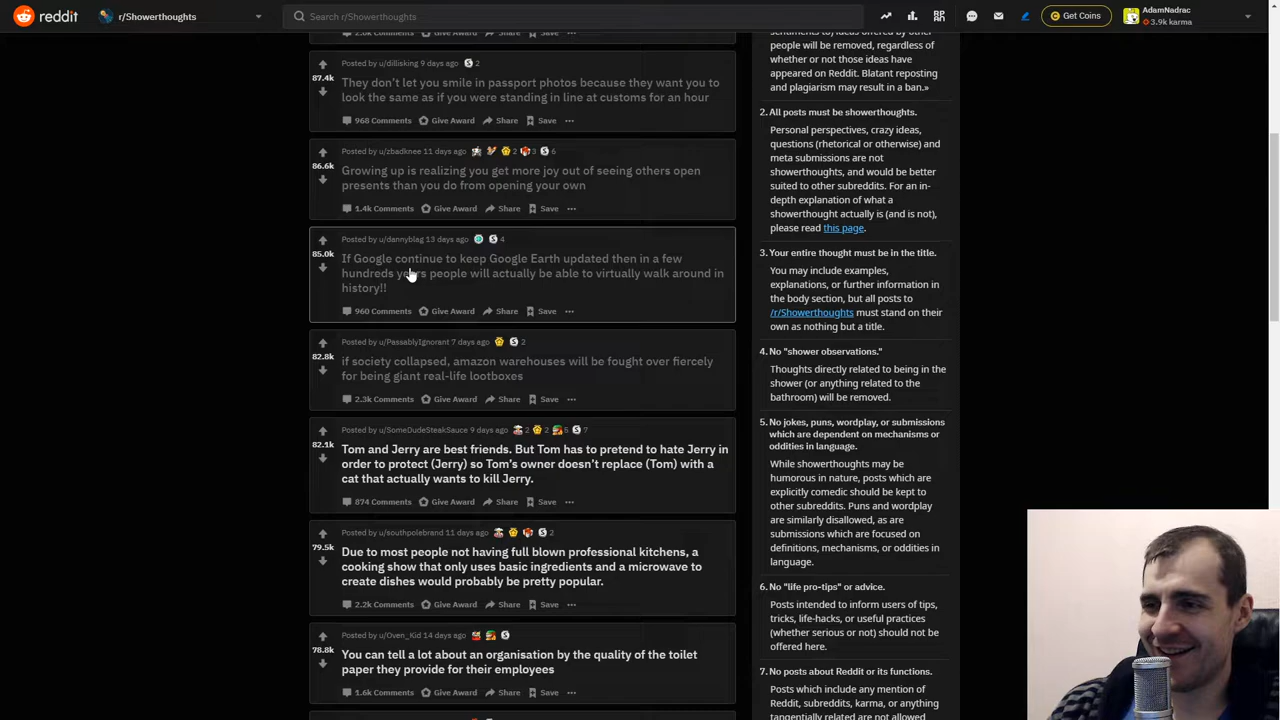 reddit r/Showerthoughts Search r/Showerthoughts Get Coins AdamNadrac
3.9k karma
Posted by u/dillisking 9 days ago 2
87.4k
They don't let you smile in passport photos because they want you to
look the same as if you were standing in line at customs for an hour
968 Comments Give Award Share Save
Posted by u/zbadknee 11 days ago 2 3 6
86.6k
Growing up is realizing you get more joy out of seeing others open
presents than you do from opening your own
1.4k Comments Give Award Share Save
Posted by u/dannyblag 13 days ago 4
85.0k
If Google continue to keep Google Earth updated then in a few
hundreds years people will actually be able to virtually walk around in
history!!
960 Comments Give Award Share Save
Posted by u/PassablyIgnorant 7 days ago 2
82.8k
if society collapsed, amazon warehouses will be fought over fiercely
for being giant real-life lootboxes
2.3k Comments Give Award Share Save
Posted by u/SomeDudeSteakSauce 9 days ago 2 2 5 7
82.1k
Tom and Jerry are best friends. But Tom has to pretend to hate Jerry in
order to protect (Jerry) so Tom's owner doesn't replace (Tom) with a
cat that actually wants to kill Jerry.
874 Comments Give Award Share Save
Posted by u/southpolebrand 11 days ago 2
79.5k
Due to most people not having full blown professional kitchens, a
cooking show that only uses basic ingredients and a microwave to
create dishes would probably be pretty popular.
2.2k Comments Give Award Share Save
Posted by u/Oven_Kid 14 days ago
78.8k
You can tell a lot about an organisation by the quality of the toilet
paper they provide for their employees
1.6k Comments Give Award Share Save
sentiments to) ideas offered by other
people will be removed, regardless of
whether or not those ideas have
appeared on Reddit. Blatant reposting
and plagiarism may result in a ban.»
2. All posts must be showerthoughts.
Personal perspectives, crazy ideas,
questions (rhetorical or otherwise) and
meta submissions are not
showerthoughts, and would be better
suited to other subreddits. For an in-
depth explanation of what a
showerthought actually is (and is not),
please read this page.
3. Your entire thought must be in the title.
You may include examples,
explanations, or further information in
the body section, but all posts to
/r/Showerthoughts must stand on their
own as nothing but a title.
4. No "shower observations."
Thoughts directly related to being in the
shower (or anything related to the
bathroom) will be removed.
5. No jokes, puns, wordplay, or submissions
which are dependent on mechanisms or
oddities in language.
While showerthoughts may be
humorous in nature, posts which are
explicitly comedic should be kept to
other subreddits. Puns and wordplay
are similarly disallowed, as are
submissions which are focused on
definitions, mechanisms, or oddities in
language.
6. No "life pro-tips" or advice.
Posts intended to inform users of tips,
tricks, life-hacks, or useful practices
(whether serious or not) should not be
offered here.
7. No posts about Reddit or its functions.
Posts which include any mention of
Reddit, subreddits, karma, or anything
tangentially related are not allowed